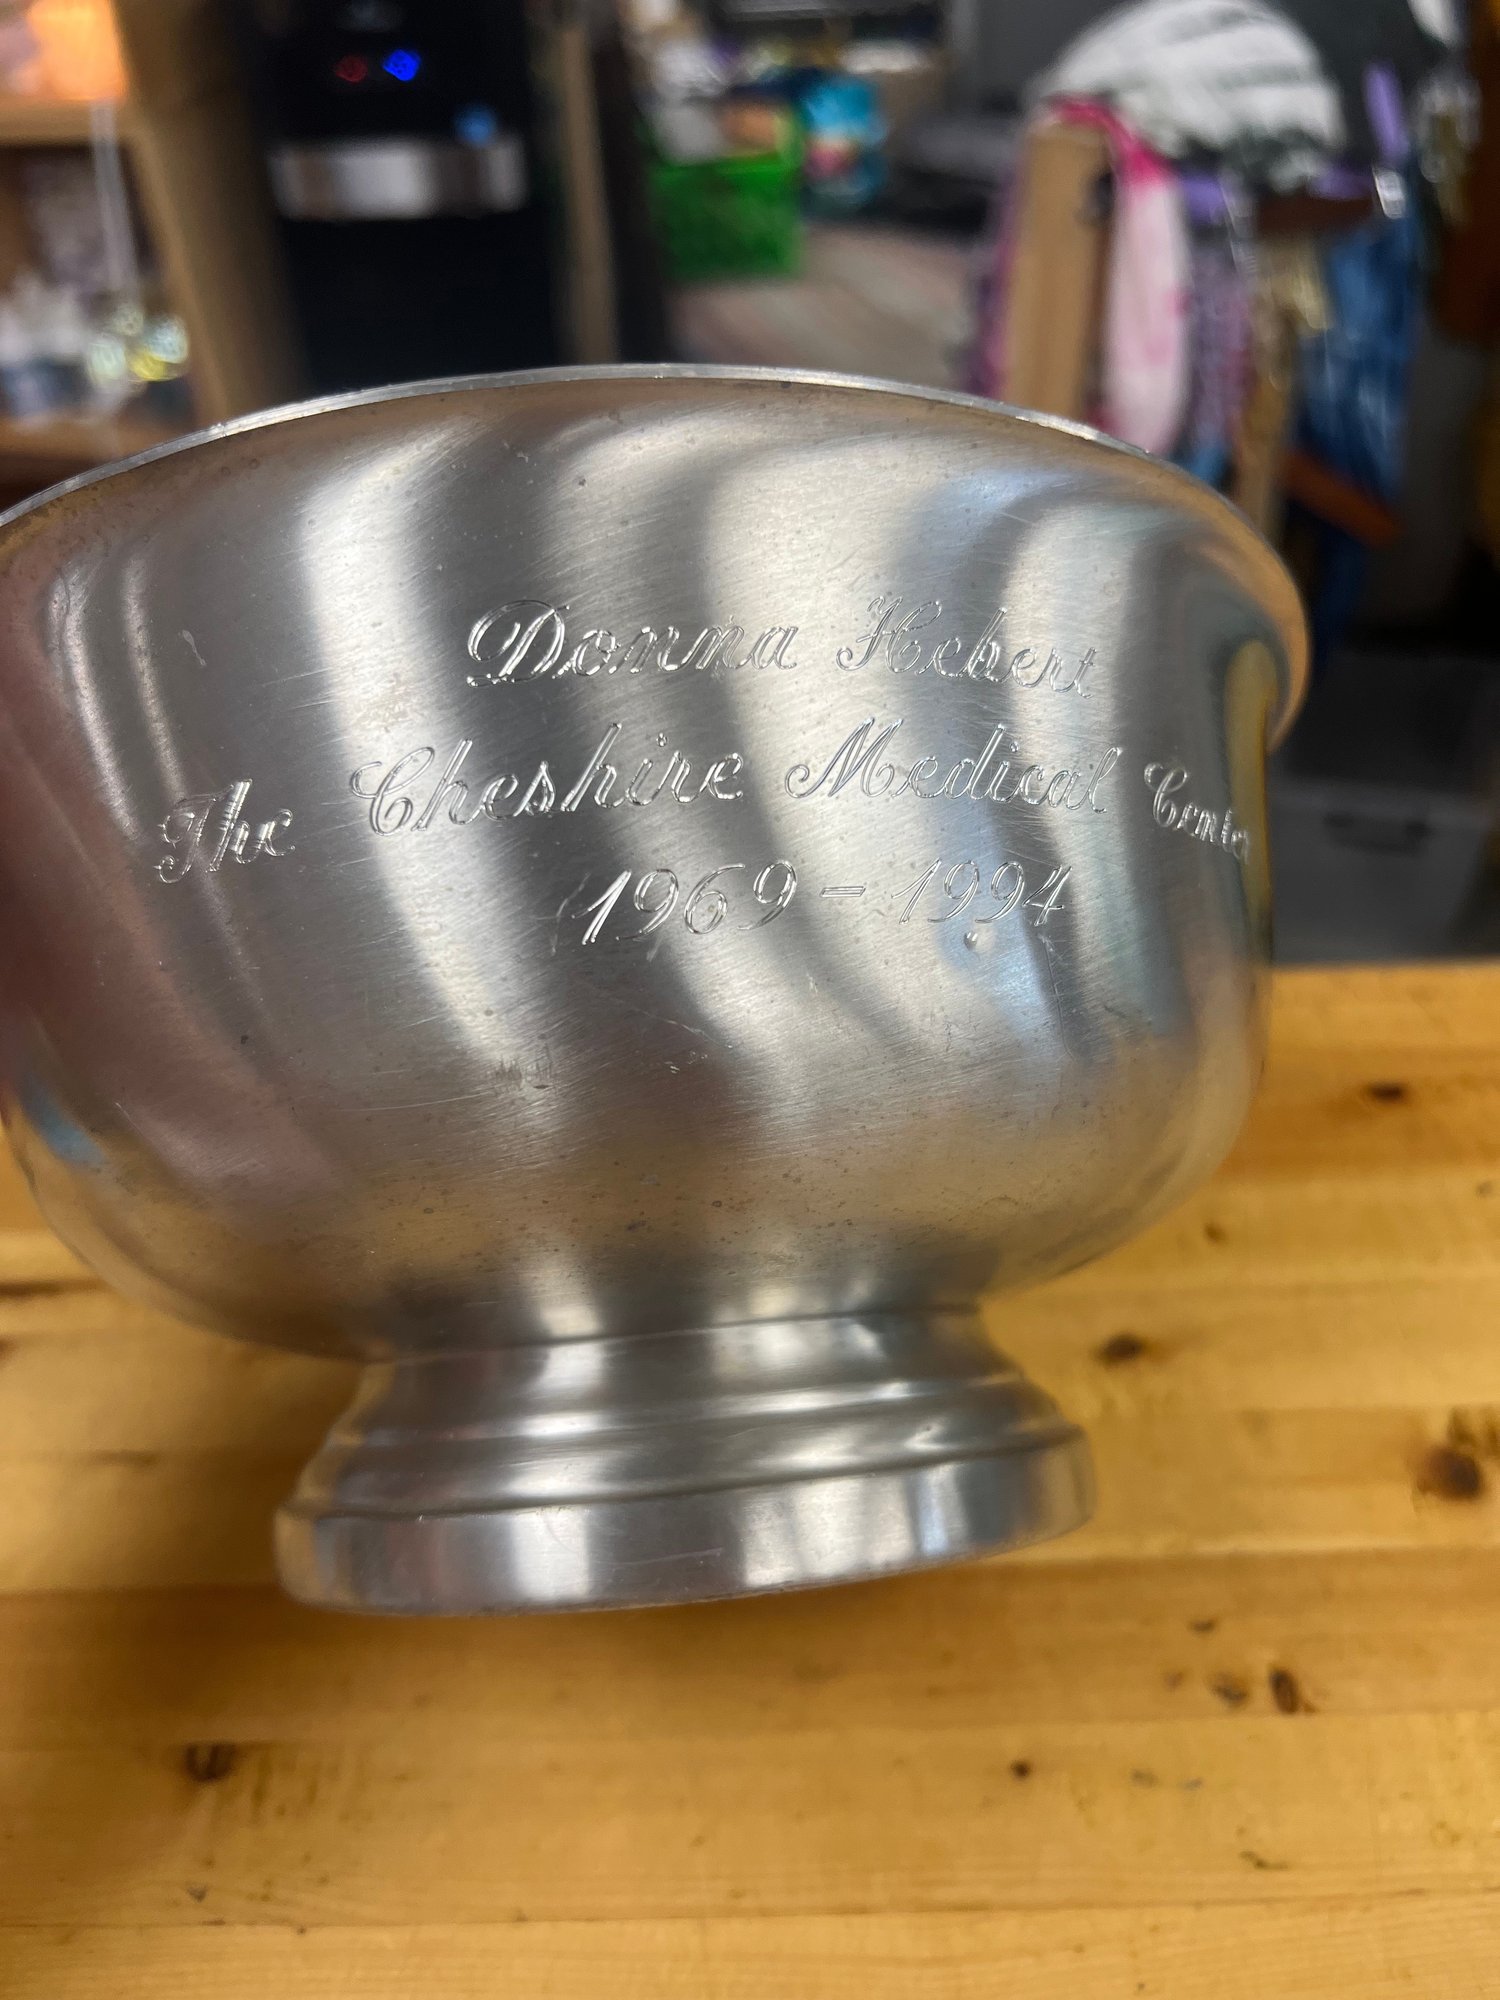 Donna Hebert
The Cheshire Medical Center
1969 - 1994